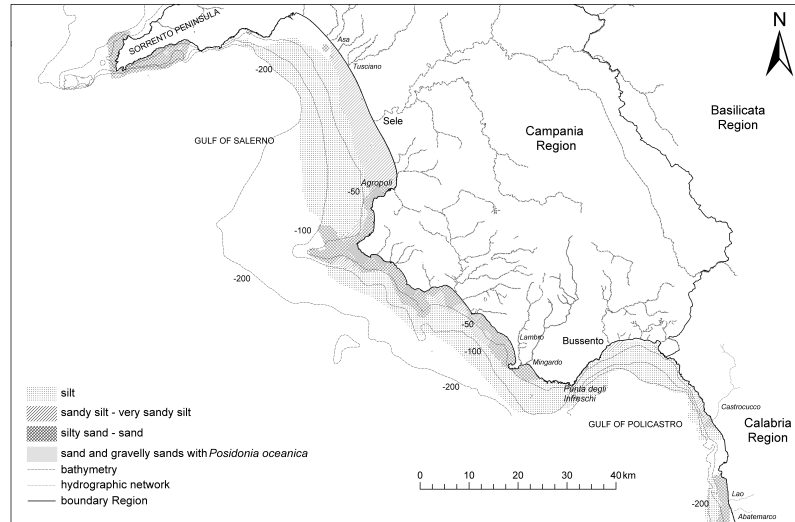 SORRENTO PENINSULA
N
Asa
-200
Tusciano
Basilicata
Region
Sele
Campania
Region
GULF OF SALERNO
Agropoli
-50
-100
-200
-50
Lambro
Bussento
-100
Mingardo
-200
Punta degli
Infreschi
Castrocucco
GULF OF POLICASTRO
Calabria
Region
silt
sandy silt - very sandy silt
silty sand - sand
sand and gravelly sands with Posidonia oceanica
bathymetry
hydrographic network
boundary Region
0 10 20 30 40 km
Lao
-200
Abatemarco